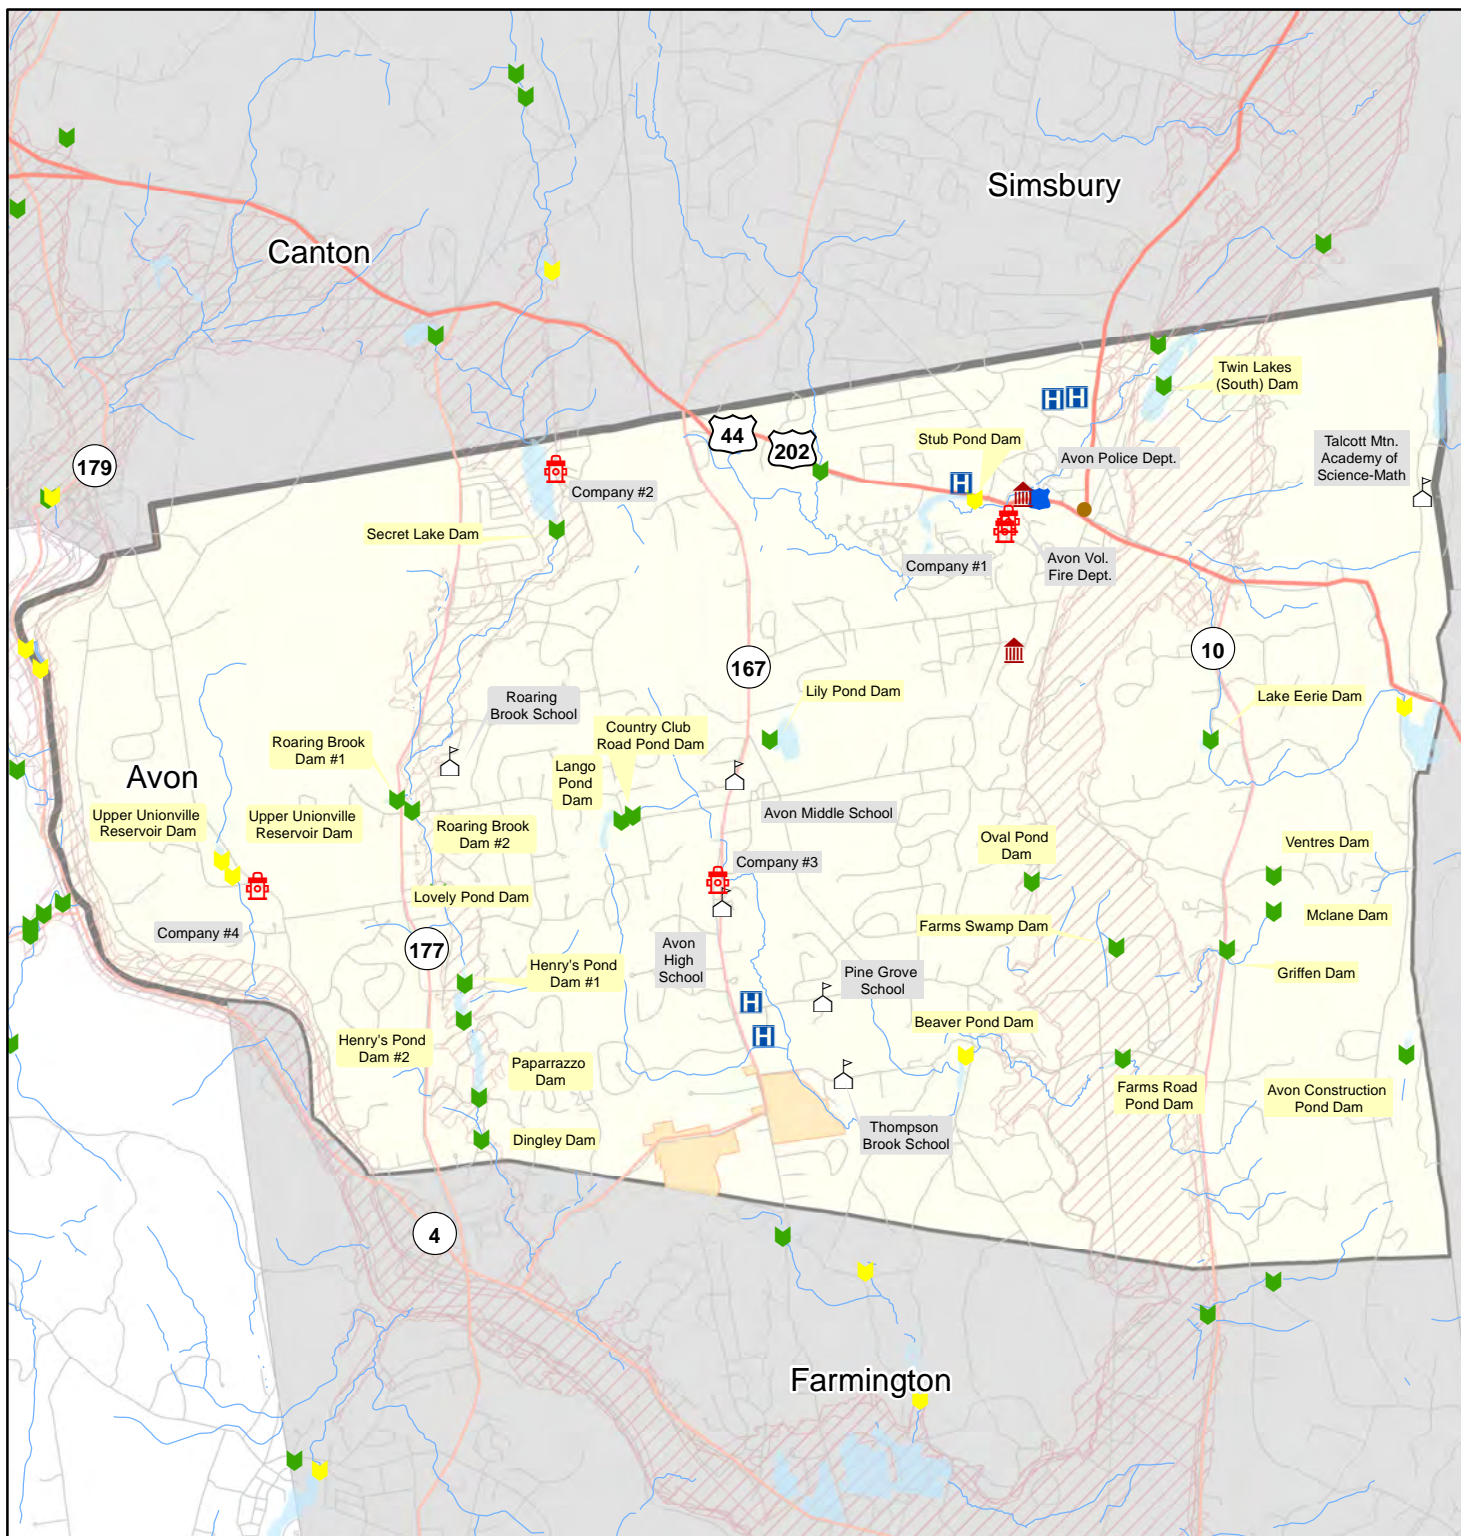 Simsbury
Canton
Twin Lakes
(South) Dam
44
202
Stub Pond Dam
Avon Police Dept.
Talcott Mtn.
Academy of
Science-Math
179
H
H
H
Company #2
Secret Lake Dam
Company #1
Avon Vol.
Fire Dept.
167
10
Roaring
Brook School
Lily Pond Dam
Lake Eerie Dam
Country Club
Road Pond Dam
Roaring Brook
Dam #1
Lango
Pond
Dam
Avon
Upper Unionville
Reservoir Dam
Upper Unionville
Reservoir Dam
Roaring Brook
Dam #2
Avon Middle School
Oval Pond
Dam
Ventres Dam
Company #3
Lovely Pond Dam
Mclane Dam
Farms Swamp Dam
Company #4
177
Avon
High
School
Henry's Pond
Dam #1
Pine Grove
School
Griffen Dam
H
H
Beaver Pond Dam
Henry's Pond
Dam #2
Paparrazzo
Dam
Farms Road
Pond Dam
Avon Construction
Pond Dam
Thompson
Brook School
Dingley Dam
4
Farmington